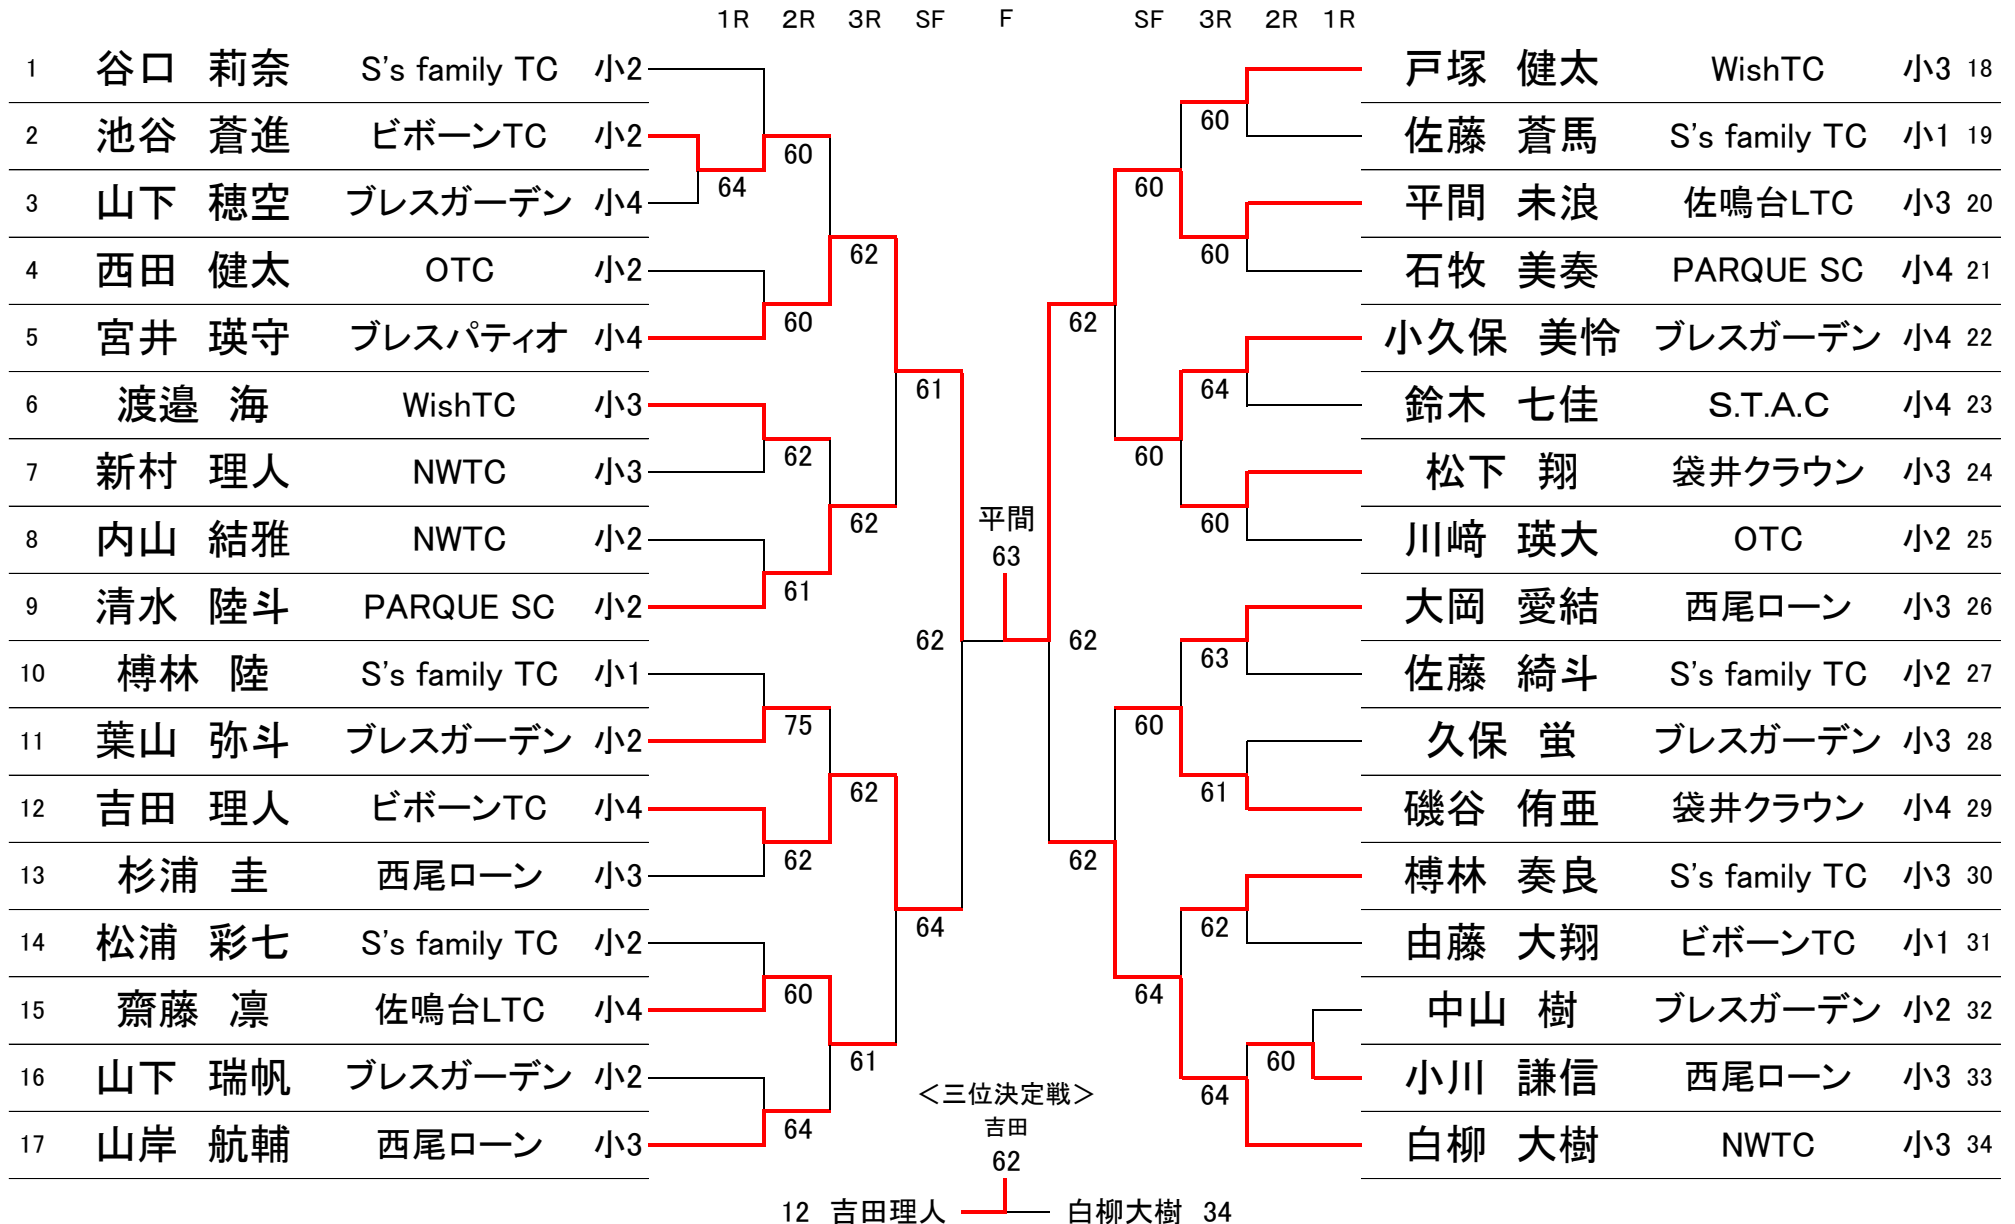 1R 2R 3R SF F SF 3R 2R 1R
1 谷口 莉奈 S's family TC 小2
2 池谷 蒼進 ビボーンTC 小2
3 山下 穂空 ブレスガーデン 小4
4 西田 健太 OTC 小2
5 宮井 瑛守 ブレスパティオ 小4
6 渡邉 海 WishTC 小3
7 新村 理人 NWTC 小3
8 内山 結雅 NWTC 小2
9 清水 陸斗 PARQUE SC 小2
10 榑林 陸 S's family TC 小1
11 葉山 弥斗 ブレスガーデン 小2
12 吉田 理人 ビボーンTC 小4
13 杉浦 圭 西尾ローン 小3
14 松浦 彩七 S's family TC 小2
15 齋藤 凛 佐鳴台LTC 小4
16 山下 瑞帆 ブレスガーデン 小2
17 山岸 航輔 西尾ローン 小3
64
60
60
62
61
75
62
60
64
62
62
62
61
61
64
62
平間
63
62
62
62
60
60
60
64
60
60
64
60
63
61
62
64
60
戸塚 健太 WishTC 小3 18
佐藤 蒼馬 S's family TC 小1 19
平間 未浪 佐鳴台LTC 小3 20
石牧 美奏 PARQUE SC 小4 21
小久保 美怜 ブレスガーデン 小4 22
鈴木 七佳 S.T.A.C 小4 23
松下 翔 袋井クラウン 小3 24
川﨑 瑛大 OTC 小2 25
大岡 愛結 西尾ローン 小3 26
佐藤 綺斗 S's family TC 小2 27
久保 蛍 ブレスガーデン 小3 28
磯谷 侑亜 袋井クラウン 小4 29
榑林 奏良 S's family TC 小3 30
由藤 大翔 ビボーンTC 小1 31
中山 樹 ブレスガーデン 小2 32
小川 謙信 西尾ローン 小3 33
白柳 大樹 NWTC 小3 34
＜三位決定戦＞
吉田
62
12 吉田理人 白柳大樹 34